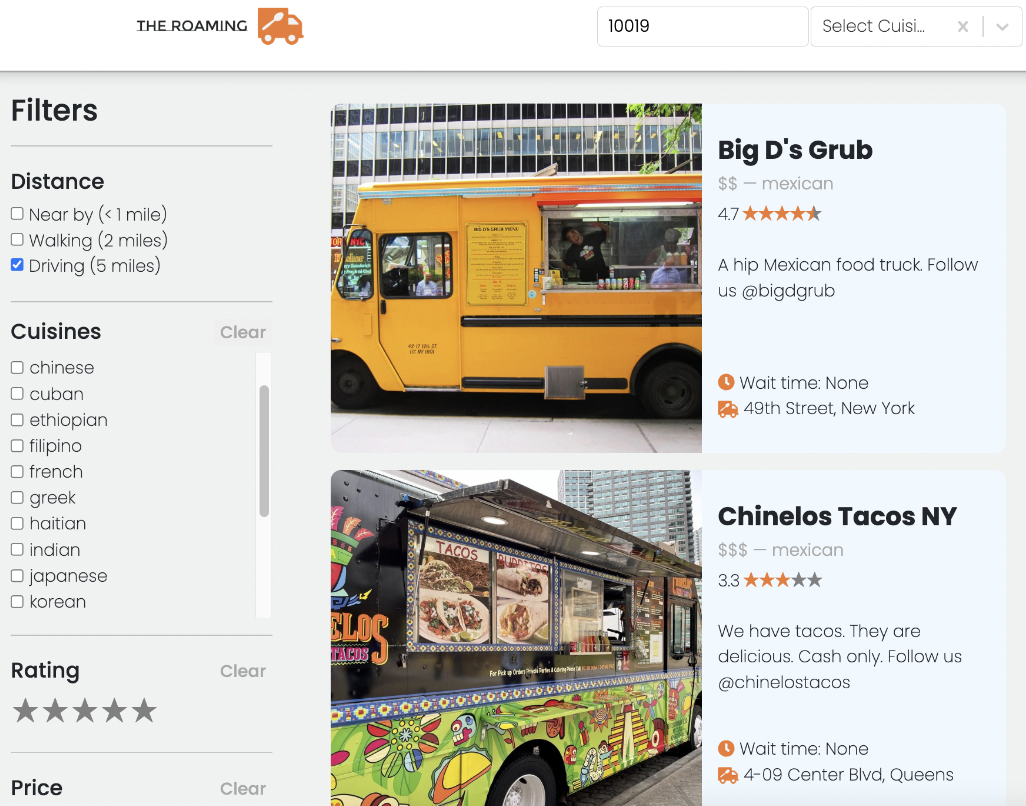 THE ROAMING
10019
Select Cuisi...
Filters
Distance
Near by (< 1 mile)
Walking (2 miles)
Driving (5 miles)
Cuisines
Clear
chinese
cuban
ethiopian
filipino
french
greek
haitian
indian
japanese
korean
Rating
Clear
Price
Clear
BIG D'S GRUB MENU
Big D's Grub
$$ — mexican
4.7
A hip Mexican food truck. Follow
us @bigdgrub
Wait time: None
49th Street, New York
TACOS
BURRITOS
ELOS
TACOS
Chinelos Tacos NY
$$$ — mexican
3.3
We have tacos. They are
delicious. Cash only. Follow us
@chinelostacos
Wait time: None
4-09 Center Blvd, Queens